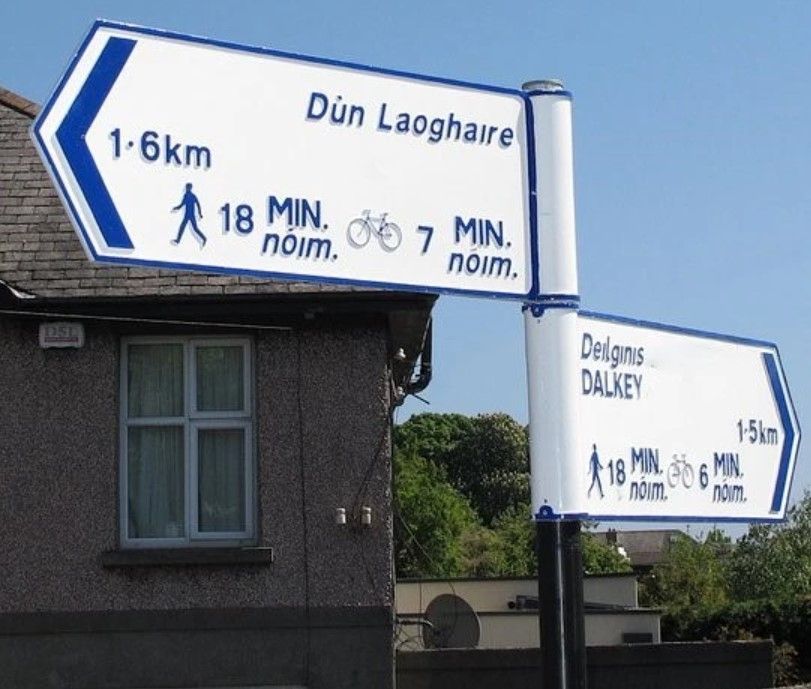 Dún Laoghaire
1·6km
18 MIN. nóim. 7 MIN. nóim.
Deilginis
DALKEY
1·5km
18 MIN. nóim. 6 MIN. nóim.